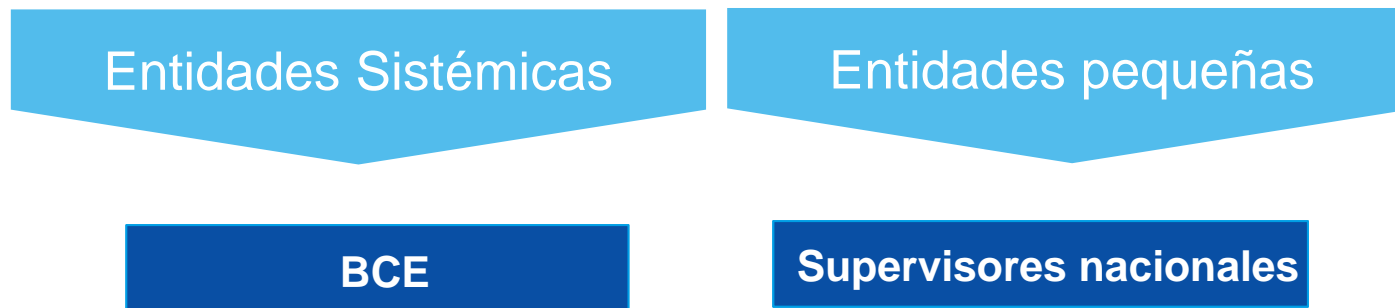 Entidades Sistémicas
Entidades pequeñas
BCE
Supervisores nacionales